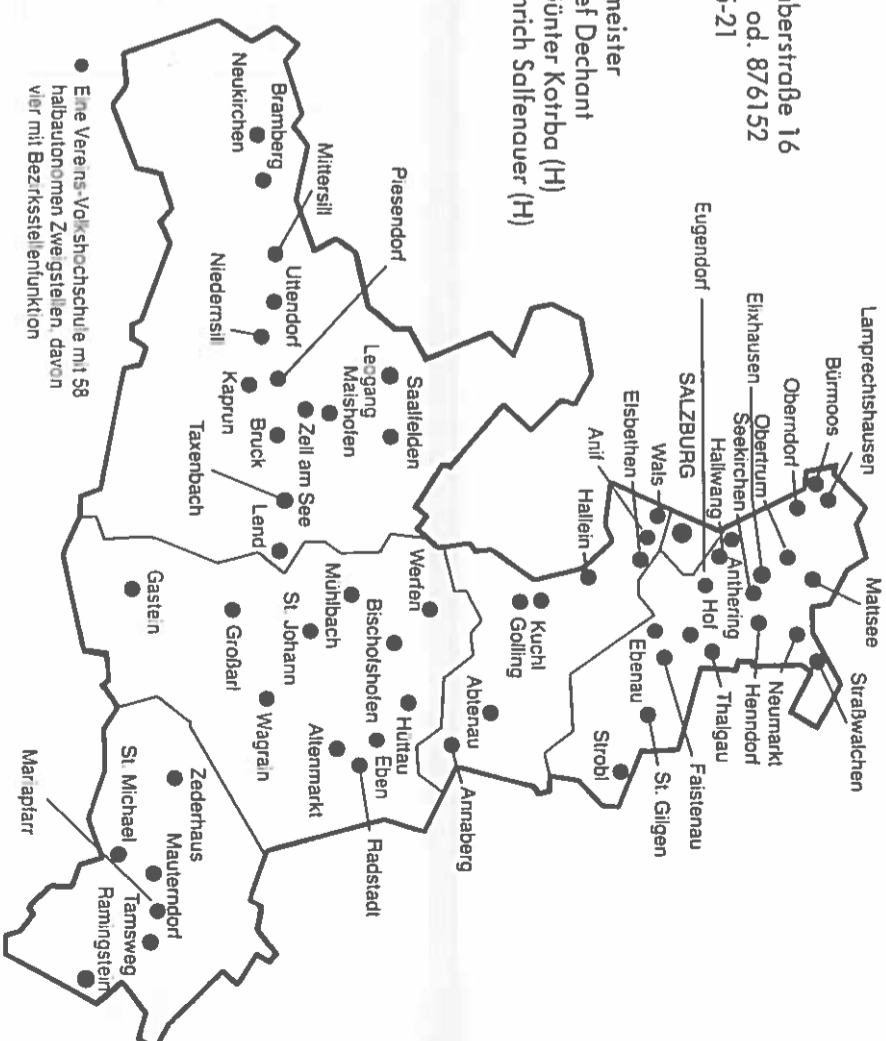 uberstraße 16
od. 876152
5-21
meister
ef Dechant
Günter Kotrba (H)
nrich Salfenauer (H)
Lamprechtshausen
Bürmoos
Oberndorf
Obertrum
Seekirchen
Elixhausen
Hallwang
Eugendorf
SALZBURG
Wals
Elsbethen
Anif
Hallein
Mattsee
Straßwalchen
Neumarkt
Henndorf
Anthering
Hof
Thalgau
Faistenau
Ebenau
St. Gilgen
Strobl
Kuchl
Golling
Abtenau
Annaberg
Werfen
Hüttau
Bischofshofen
Eben
Radstadt
Mühlbach
Altenmarkt
St. Johann
Wagrain
Großarl
Gastein
Saalfelden
Leogang
Maishofen
Zell am See
Piesendorf
Bruck
Lend
Kaprun
Taxenbach
Uttendorf
Niedernsill
Mittersill
Bramberg
Neukirchen
Zederhaus
Mauterndorf
St. Michael
Tamsweg
Ramingstein
Mariapfarr
● Eine Vereins-Volkshochschule mit 58
halbautonomen Zweigstellen, davon
vier mit Bezirksstellenfunktion